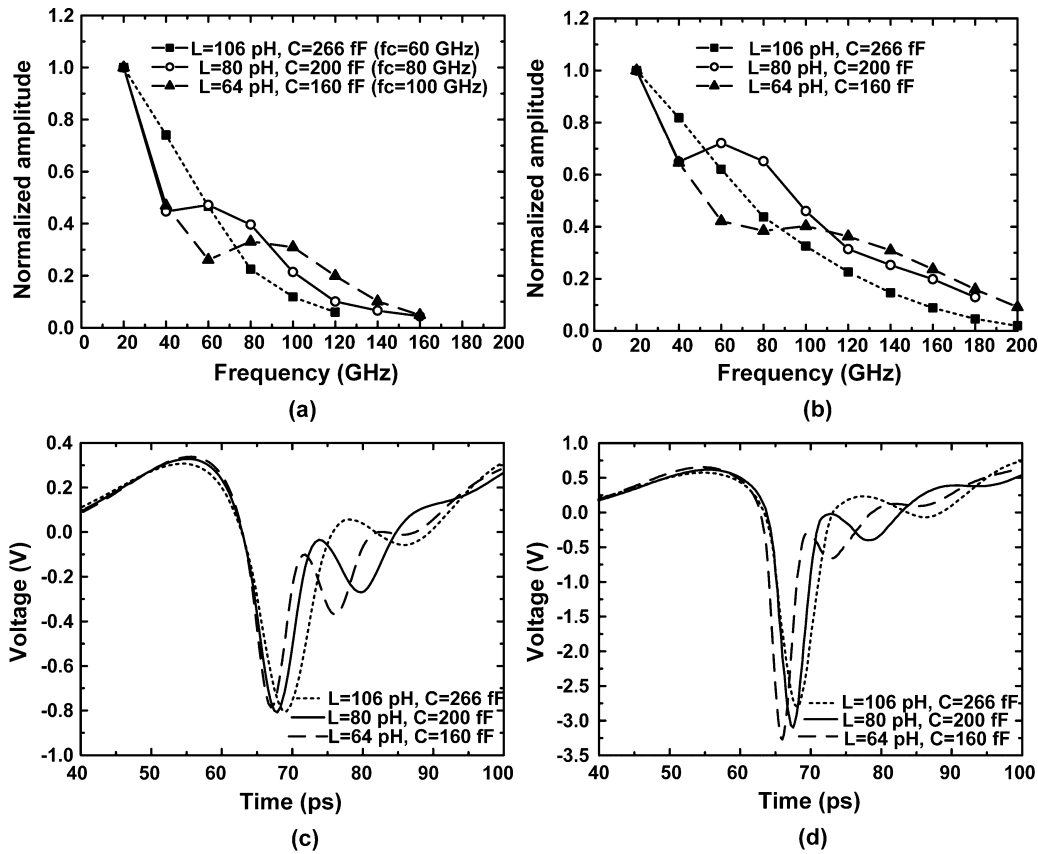 1.2
1.0
0.8
0.6
0.4
0.2
0.0
Normalized amplitude
L=106 pH, C=266 fF (fc=60 GHz)
L=80 pH, C=200 fF (fc=80 GHz)
L=64 pH, C=160 fF (fc=100 GHz)
0 20 40 60 80 100 120 140 160 180 200
Frequency (GHz)
(a)
1.2
1.0
0.8
0.6
0.4
0.2
0.0
Normalized amplitude
L=106 pH, C=266 fF
L=80 pH, C=200 fF
L=64 pH, C=160 fF
0 20 40 60 80 100 120 140 160 180 200
Frequency (GHz)
(b)
0.4
0.2
0.0
-0.2
-0.4
-0.6
-0.8
-1.0
Voltage (V)
L=106 pH, C=266 fF
L=80 pH, C=200 fF
L=64 pH, C=160 fF
40 50 60 70 80 90 100
Time (ps)
(c)
1.0
0.5
0.0
-0.5
-1.0
-1.5
-2.0
-2.5
-3.0
-3.5
Voltage (V)
L=106 pH, C=266 fF
L=80 pH, C=200 fF
L=64 pH, C=160 fF
40 50 60 70 80 90 100
Time (ps)
(d)